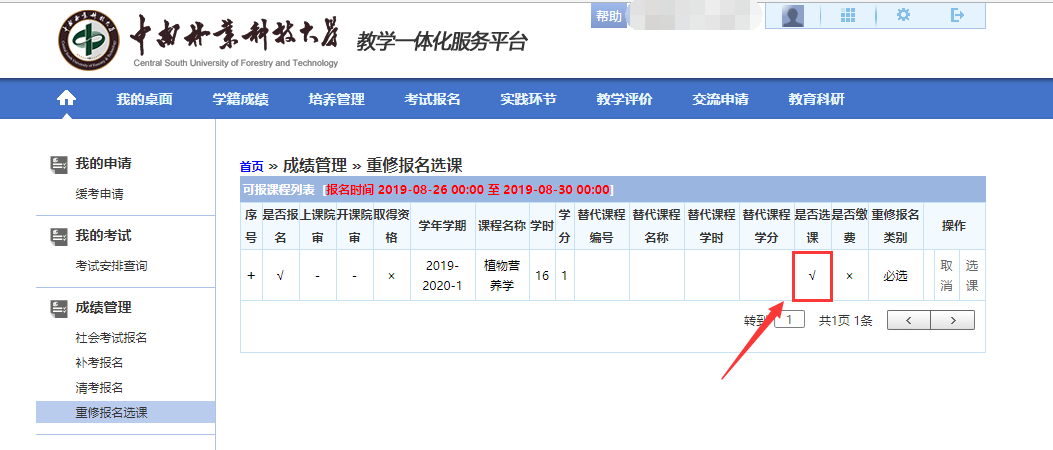 帮助
中南林业科技大学 教学一体化服务平台
Central South University of Forestry and Technology
我的桌面 学籍成绩 培养管理 考试报名 实践环节 教学评价 交流申请 教育科研
我的申请
缓考申请
我的考试
考试安排查询
成绩管理
社会考试报名
补考报名
清考报名
重修报名选课
首页 » 成绩管理 » 重修报名选课
可报课程列表 [报名时间 2019-08-26 00:00 至 2019-08-30 00:00]
序号 是否报名 上课院审 开课院审 取得资格 学年学期 课程名称 学时 学分 替代课程编号 替代课程名称 替代课程学时 替代课程学分 是否选课 是否缴费 重修报名类别 操作
+ √ - - × 2019-2020-1 植物营养学 16 1 √ × 必选 取消 选课
转到 1 共1页 1条 < >